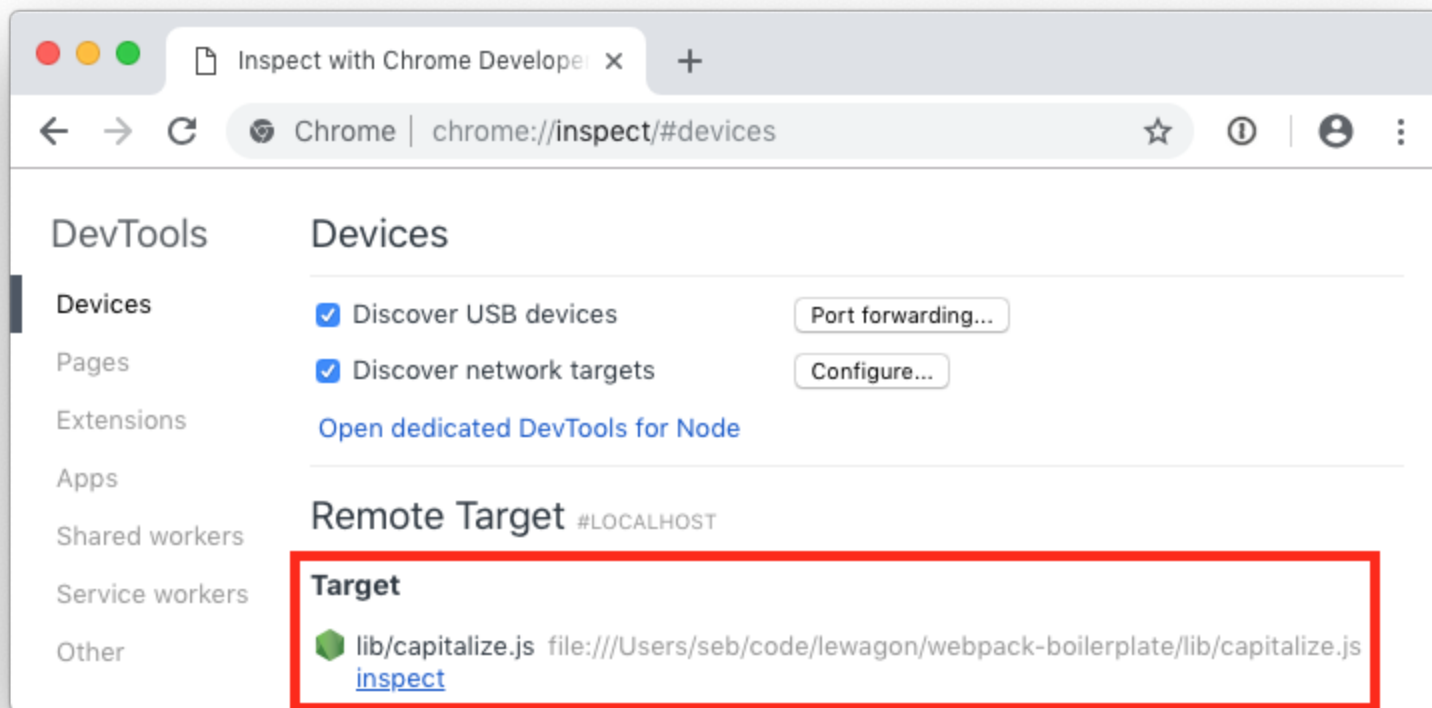 Inspect with Chrome Develope
Chrome | chrome://inspect/#devices
DevTools
Devices
Pages
Extensions
Apps
Shared workers
Service workers
Other
Devices
Discover USB devices Port forwarding...
Discover network targets Configure...
Open dedicated DevTools for Node
Remote Target #LOCALHOST
Target
lib/capitalize.js file:///Users/seb/code/lewagon/webpack-boilerplate/lib/capitalize.js
inspect